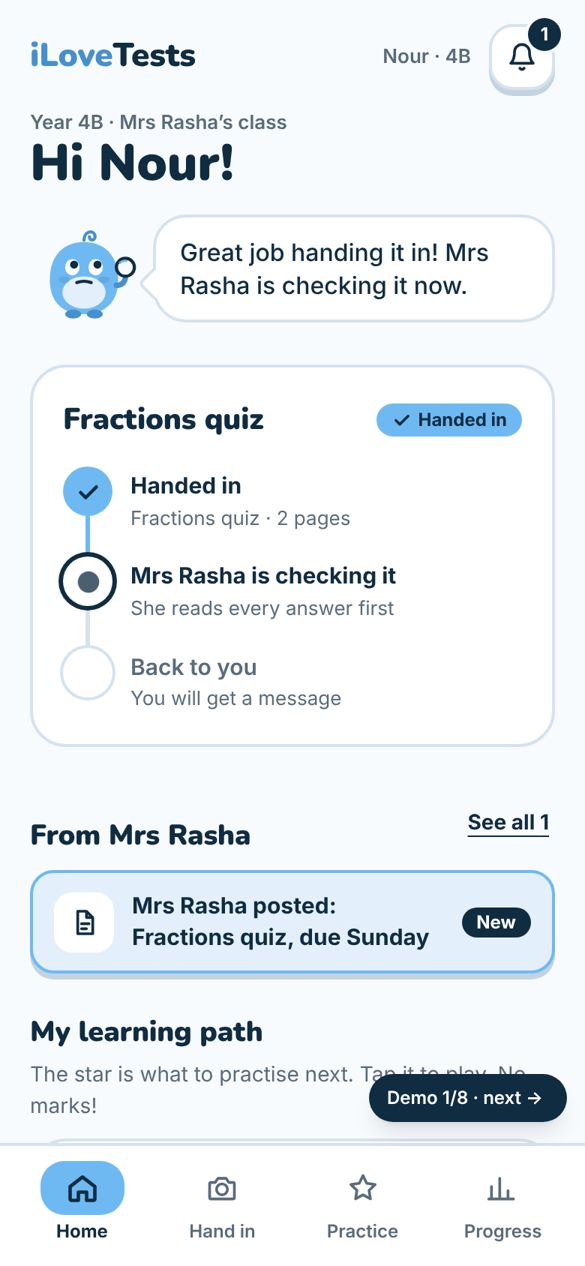 iLoveTests
Nour · 4B
1
Year 4B · Mrs Rasha’s class
Hi Nour!
Great job handing it in! Mrs
Rasha is checking it now.
Fractions quiz
Handed in
Handed in
Fractions quiz · 2 pages
Mrs Rasha is checking it
She reads every answer first
Back to you
You will get a message
From Mrs Rasha
See all 1
Mrs Rasha posted:
Fractions quiz, due Sunday
New
My learning path
The star is what to practise next. Tap it to play. No
marks!
Demo 1/8 · next →
Home
Hand in
Practice
Progress